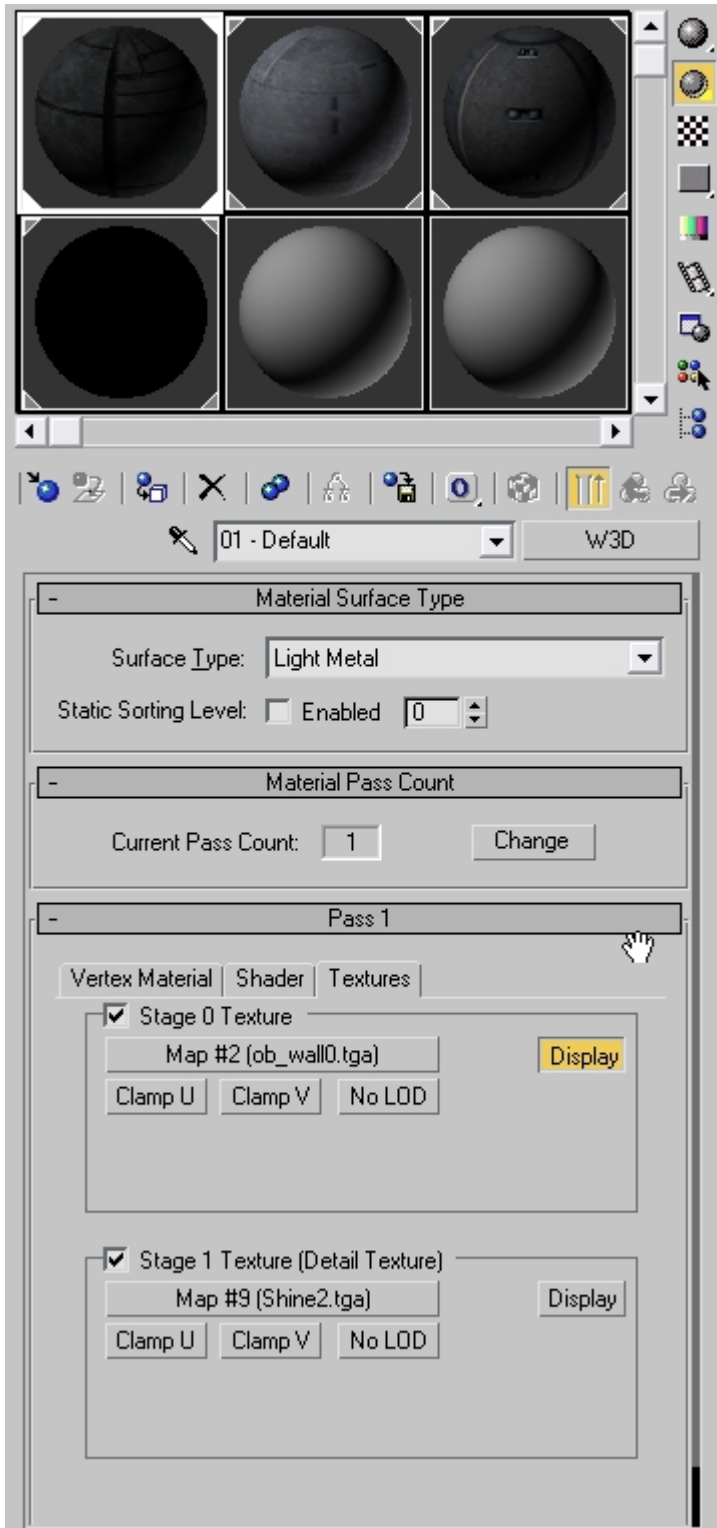 01 - Default
W3D
- Material Surface Type
Surface Type: Light Metal
Static Sorting Level: Enabled 0
- Material Pass Count
Current Pass Count: 1 Change
- Pass 1
Vertex Material Shader Textures
Stage 0 Texture
Map #2 (ob_wall0.tga) Display
Clamp U Clamp V No LOD
Stage 1 Texture (Detail Texture)
Map #9 (Shine2.tga) Display
Clamp U Clamp V No LOD